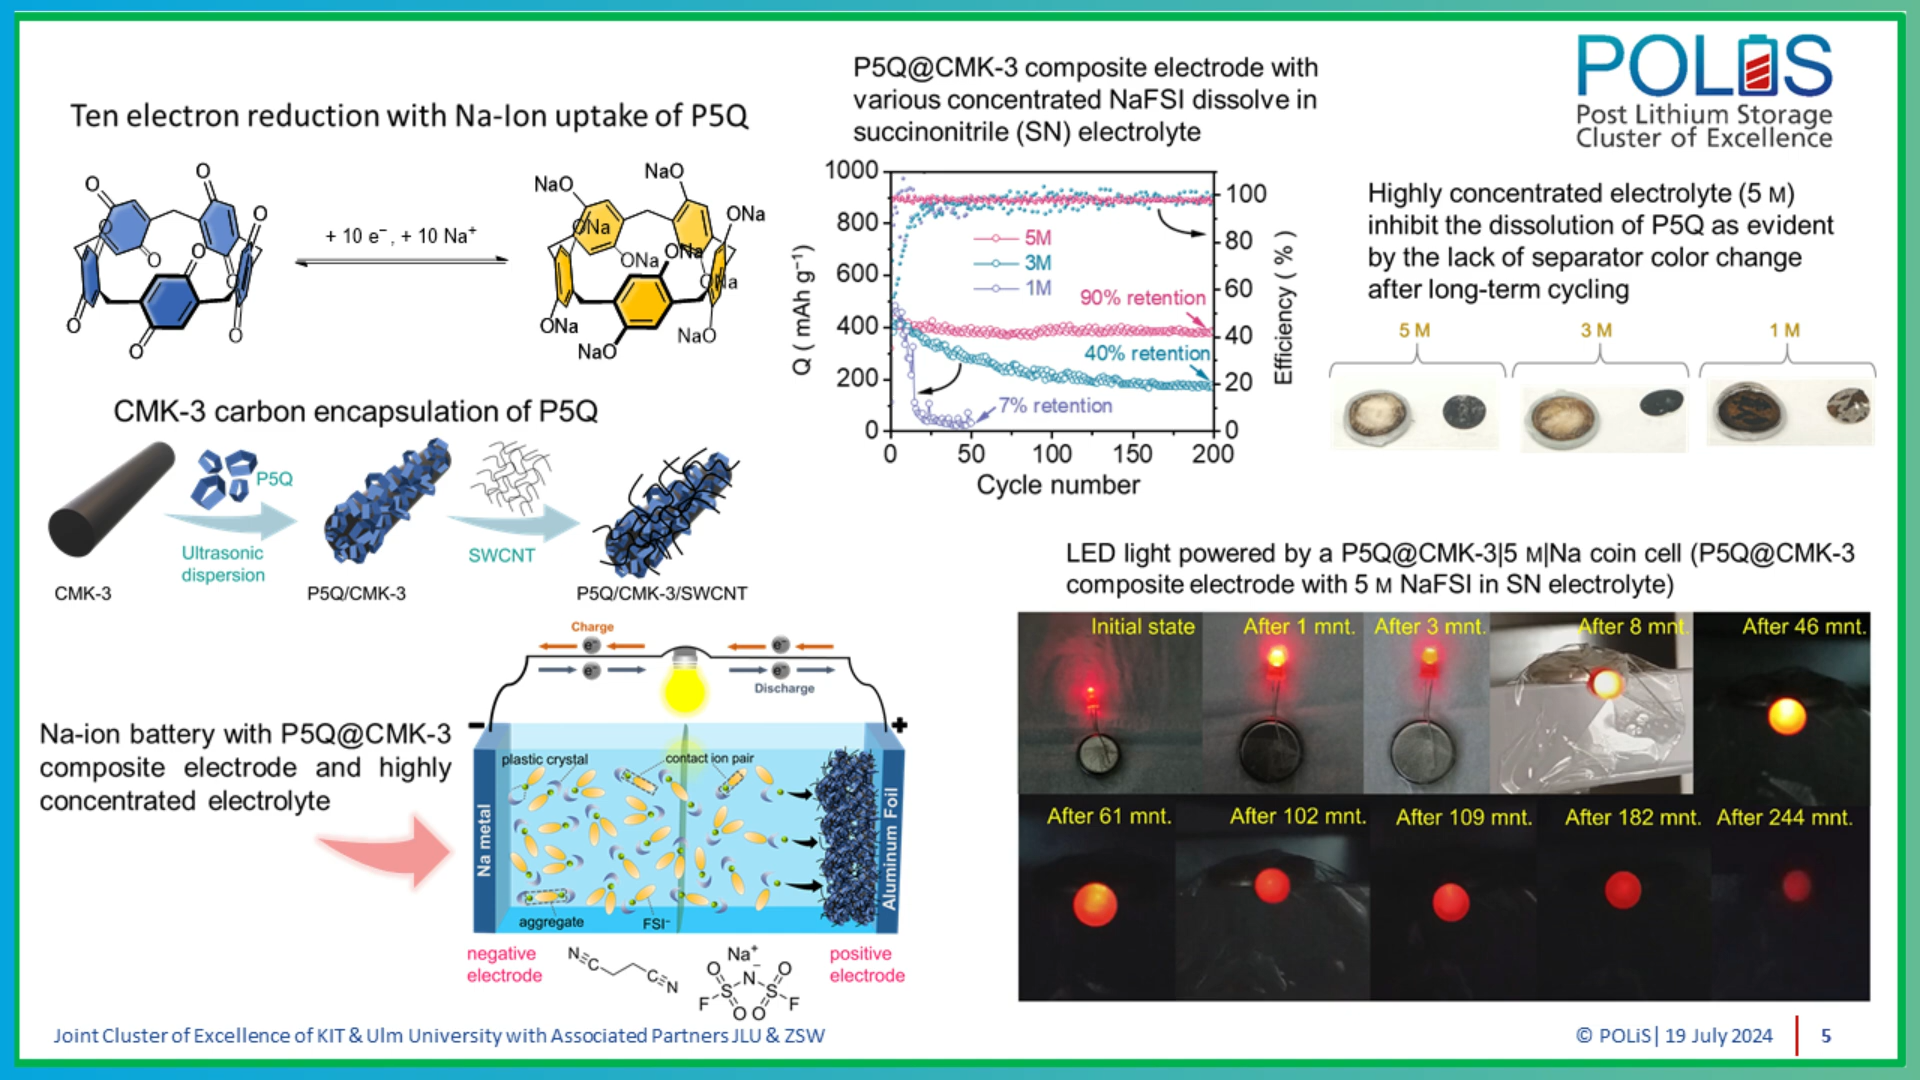 Ten electron reduction with Na-Ion uptake of P5Q
O
O
O
O
O
O
O
O
O
O
+ 10 e⁻, + 10 Na⁺
NaO
NaO
ONa
ONa
ONa
ONa
ONa
ONa
NaO
NaO
CMK-3 carbon encapsulation of P5Q
P5Q
Ultrasonic
dispersion
SWCNT
CMK-3
P5Q/CMK-3
P5Q/CMK-3/SWCNT
Na-ion battery with P5Q@CMK-3
composite electrode and highly
concentrated electrolyte
Charge
e⁻
e⁻
e⁻
e⁻
Discharge
−
+
plastic crystal
contact ion pair
Na metal
Aluminum Foil
aggregate
FSI⁻
negative
electrode
positive
electrode
N
C
C
N
Na⁺
O
N⁻
O
F
S
S
F
O
O
O
O
P5Q@CMK-3 composite electrode with
various concentrated NaFSI dissolve in
succinonitrile (SN) electrolyte
Q ( mAh g⁻¹)
1000
800
600
400
200
0
5M
3M
1M
90% retention
40% retention
7% retention
100
80
60
40
20
0
Efficiency ( % )
0 50 100 150 200
Cycle number
POLiS
Post Lithium Storage
Cluster of Excellence
Highly concentrated electrolyte (5 M)
inhibit the dissolution of P5Q as evident
by the lack of separator color change
after long-term cycling
5 M
3 M
1 M
LED light powered by a P5Q@CMK-3|5 M|Na coin cell (P5Q@CMK-3
composite electrode with 5 M NaFSI in SN electrolyte)
Initial state
After 1 mnt.
After 3 mnt.
After 8 mnt.
After 46 mnt.
After 61 mnt.
After 102 mnt.
After 109 mnt.
After 182 mnt.
After 244 mnt.
Joint Cluster of Excellence of KIT & Ulm University with Associated Partners JLU & ZSW
© POLiS| 19 July 2024
5